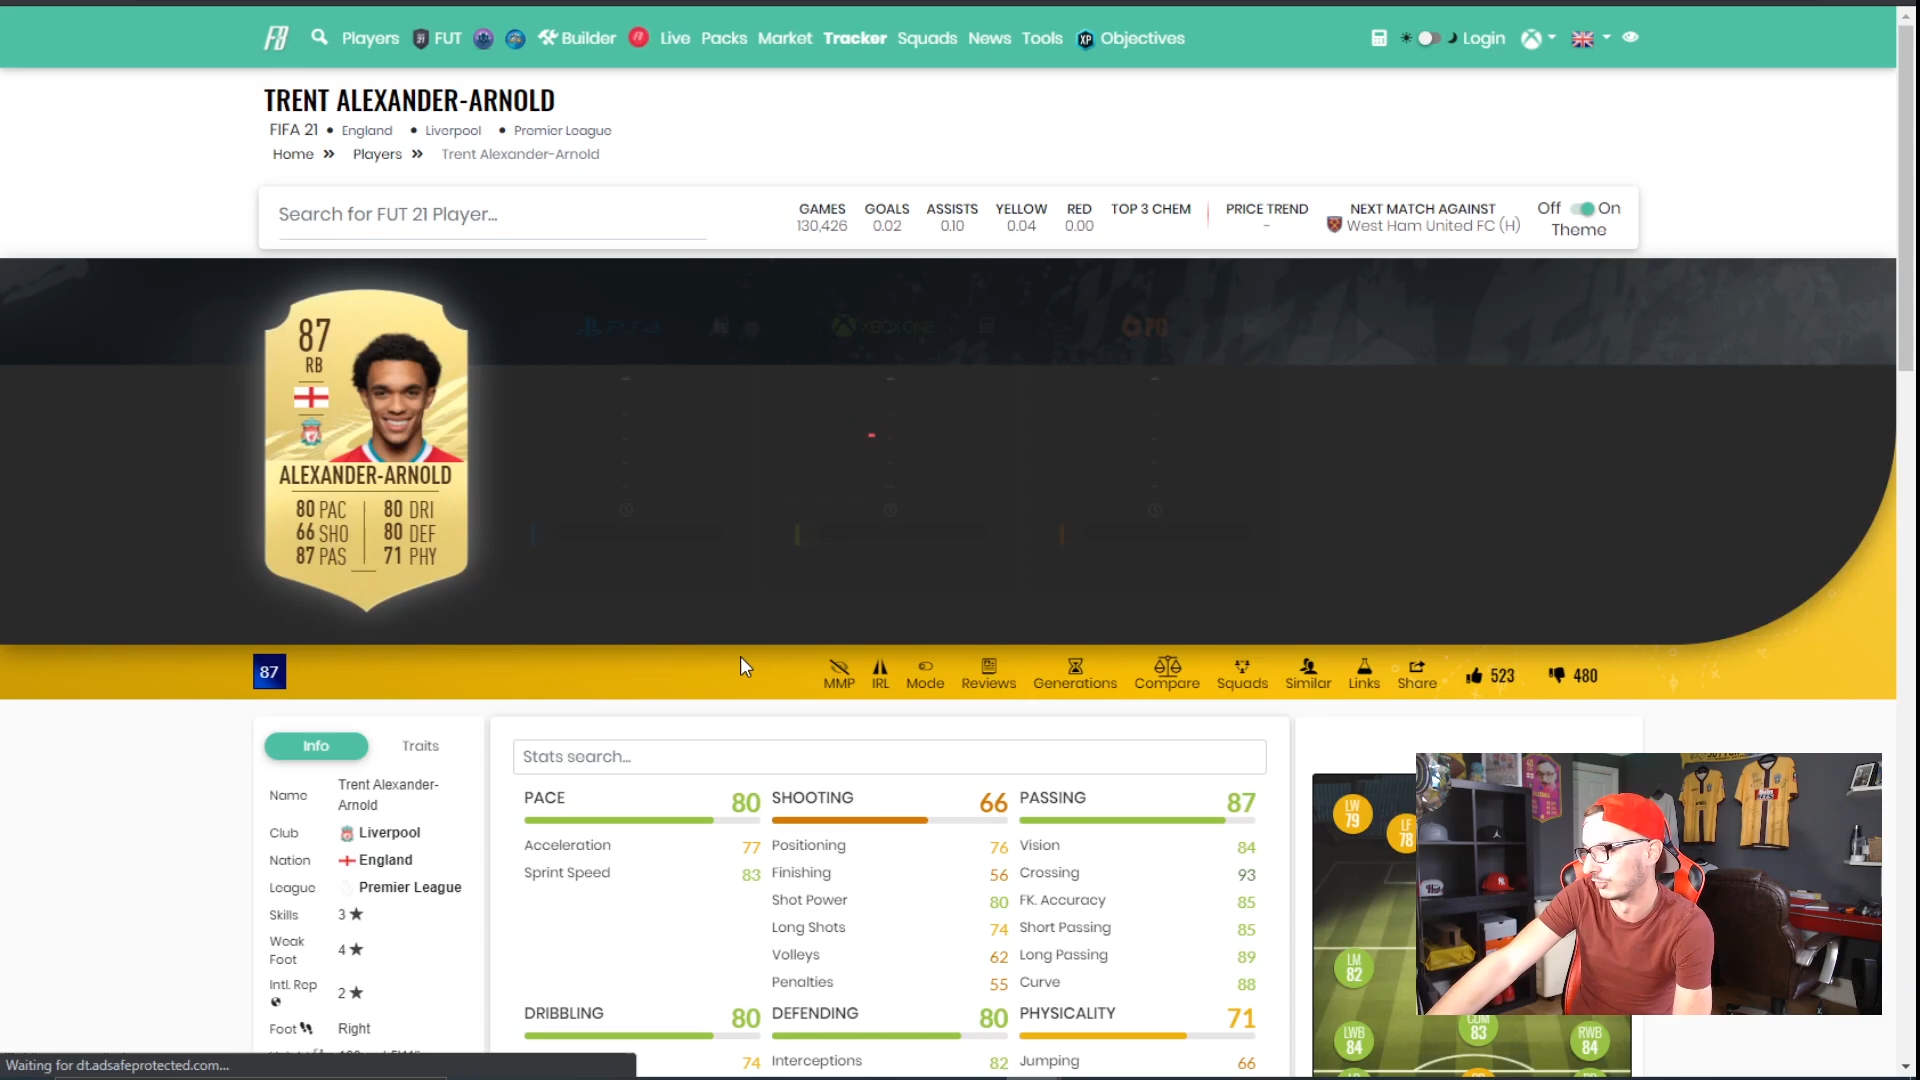 FB Players FUT Builder Live Packs Market Tracker Squads News Tools XP Objectives Login
TRENT ALEXANDER-ARNOLD
FIFA 21 • England • Liverpool • Premier League
Home » Players » Trent Alexander-Arnold
Search for FUT 21 Player...
GAMES GOALS ASSISTS YELLOW RED TOP 3 CHEM PRICE TREND NEXT MATCH AGAINST Off On
130,426 0.02 0.10 0.04 0.00 - West Ham United FC (H) Theme
PS4 XBOX ONE PC
87
RB
ALEXANDER-ARNOLD
80 PAC 80 DRI
66 SHO 80 DEF
87 PAS 71 PHY
87
MMP IRL Mode Reviews Generations Compare Squads Similar Links Share 523 480
Info Traits
Name Trent Alexander-
Arnold
Club Liverpool
Nation England
League Premier League
Skills 3 ★
Weak
Foot 4 ★
Intl. Rep 2 ★
Foot Right
Stats search...
PACE 80 SHOOTING 66 PASSING 87
Acceleration 77 Positioning 76 Vision 84
Sprint Speed 83 Finishing 56 Crossing 93
Shot Power 80 FK. Accuracy 85
Long Shots 74 Short Passing 85
Volleys 62 Long Passing 89
Penalties 55 Curve 88
DRIBBLING 80 DEFENDING 80 PHYSICALITY 71
74 Interceptions 82 Jumping 66
LW
79
LF
78
LM
82
LWB
84
CDM
83
RWB
84
Waiting for dt.adsafeprotected.com...